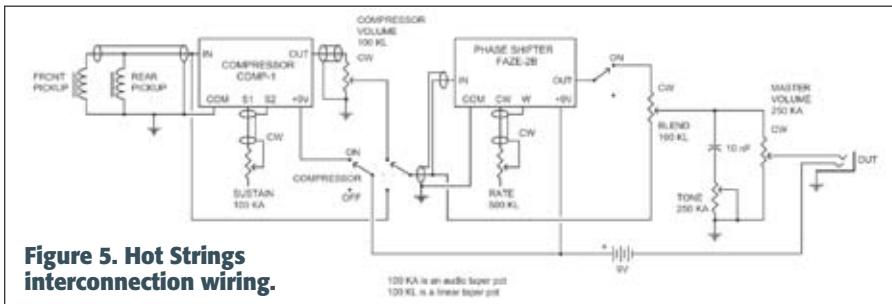 COMPRESSOR
VOLUME
100 KL
CW
IN
OUT
COMPRESSOR
COMP-1
COM
S1
S2
+9V
FRONT
PICKUP
REAR
PICKUP
CW
SUSTAIN
100 KA
ON
COMPRESSOR
OFF
PHASE SHIFTER
FAZE-2B
IN
OUT
COM
CW
W
+9V
CW
RATE
500 KL
ON
CW
BLEND
100 KL
MASTER
VOLUME
250 KA
CW
10 nF
TONE
250 KA
OUT
+
9V
100 KA is an audio taper pot
100 KL is a linear taper pot
Figure 5. Hot Strings
interconnection wiring.